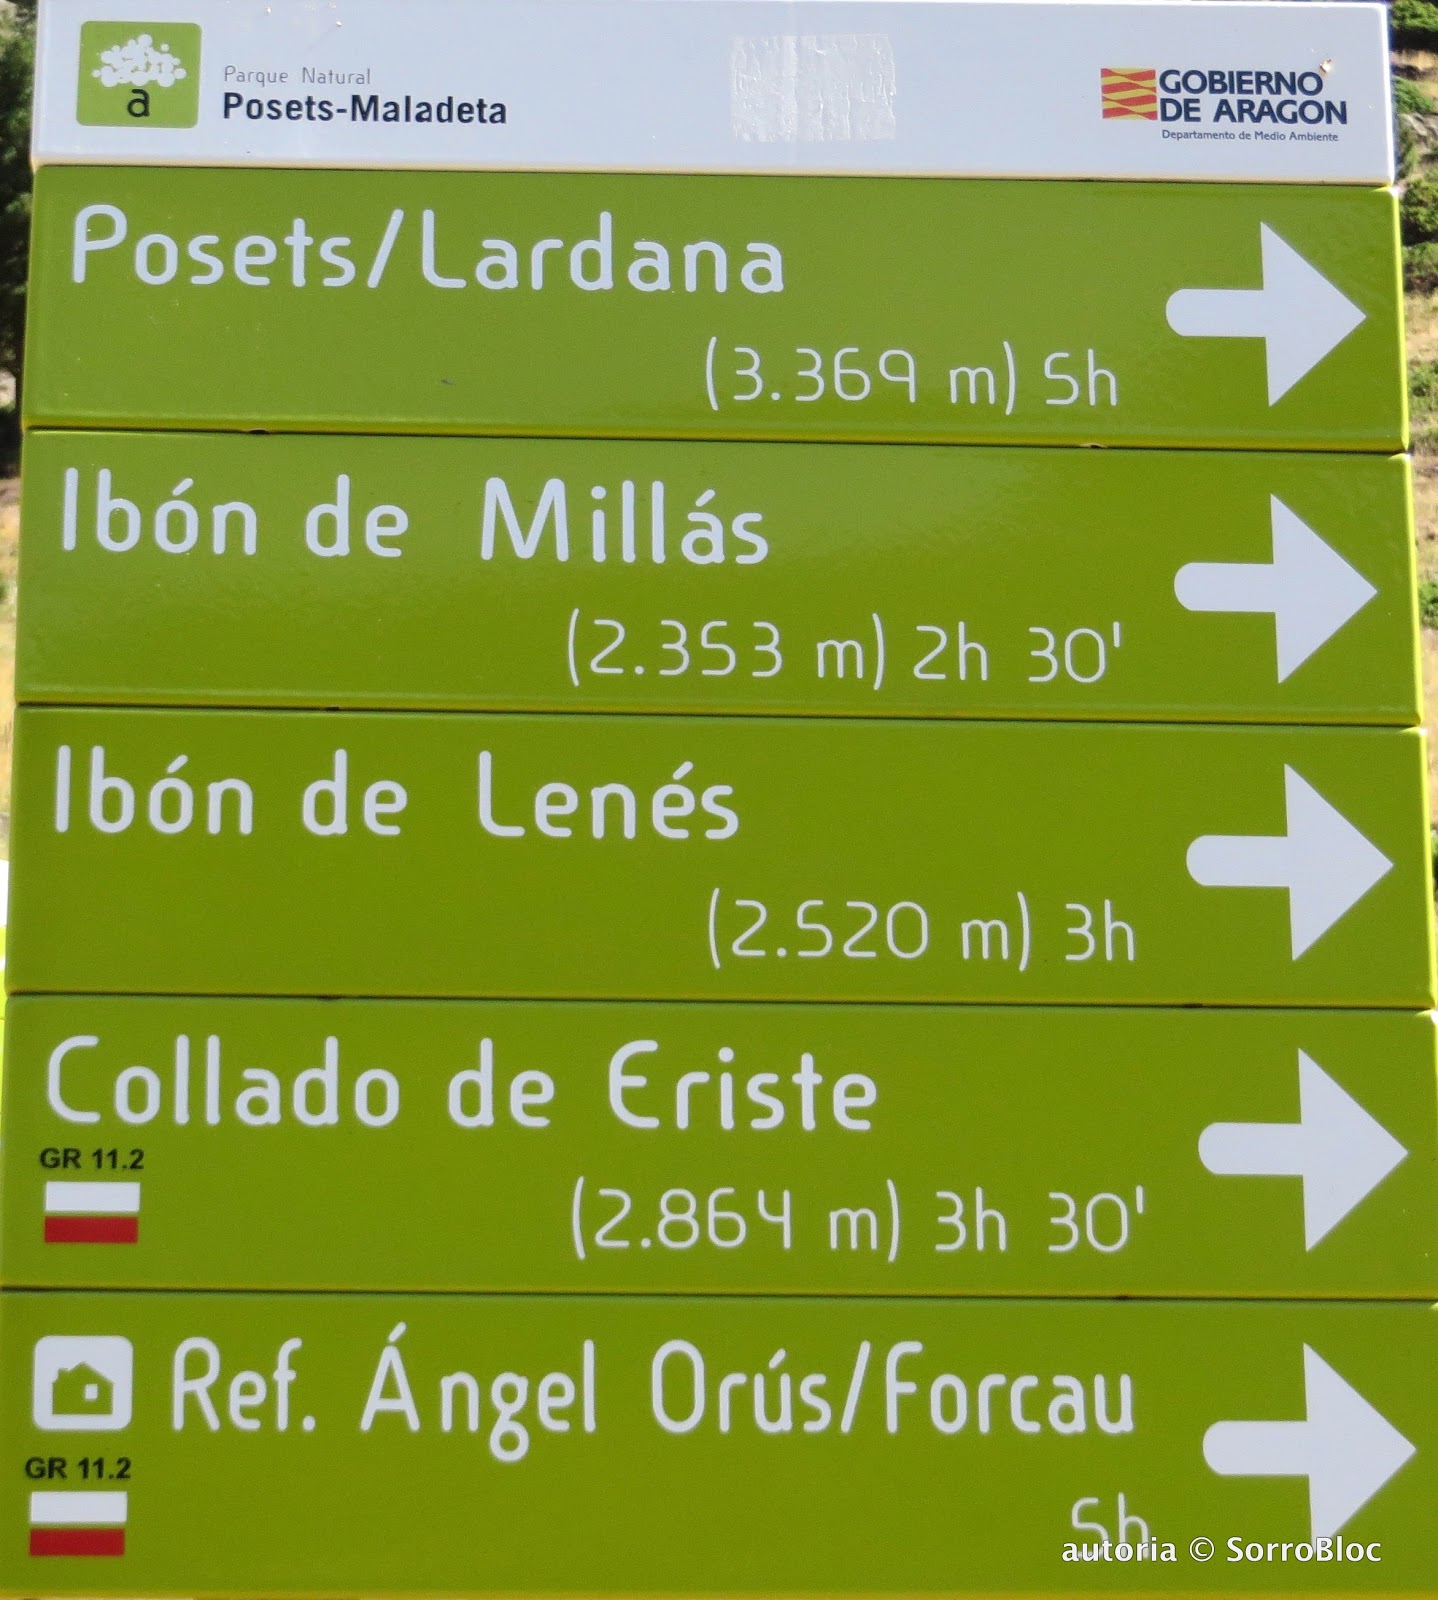 a
Parque Natural
Posets-Maladeta
GOBIERNO
DE ARAGON
Departamento de Medio Ambiente
Posets/Lardana
(3.369 m) 5h
Ibón de Millás
(2.353 m) 2h 30'
Ibón de Lenés
(2.520 m) 3h
Collado de Eriste
GR 11.2
(2.864 m) 3h 30'
Ref. Ángel Orús/Forcau
GR 11.2
5h
autoria © SorroBloc